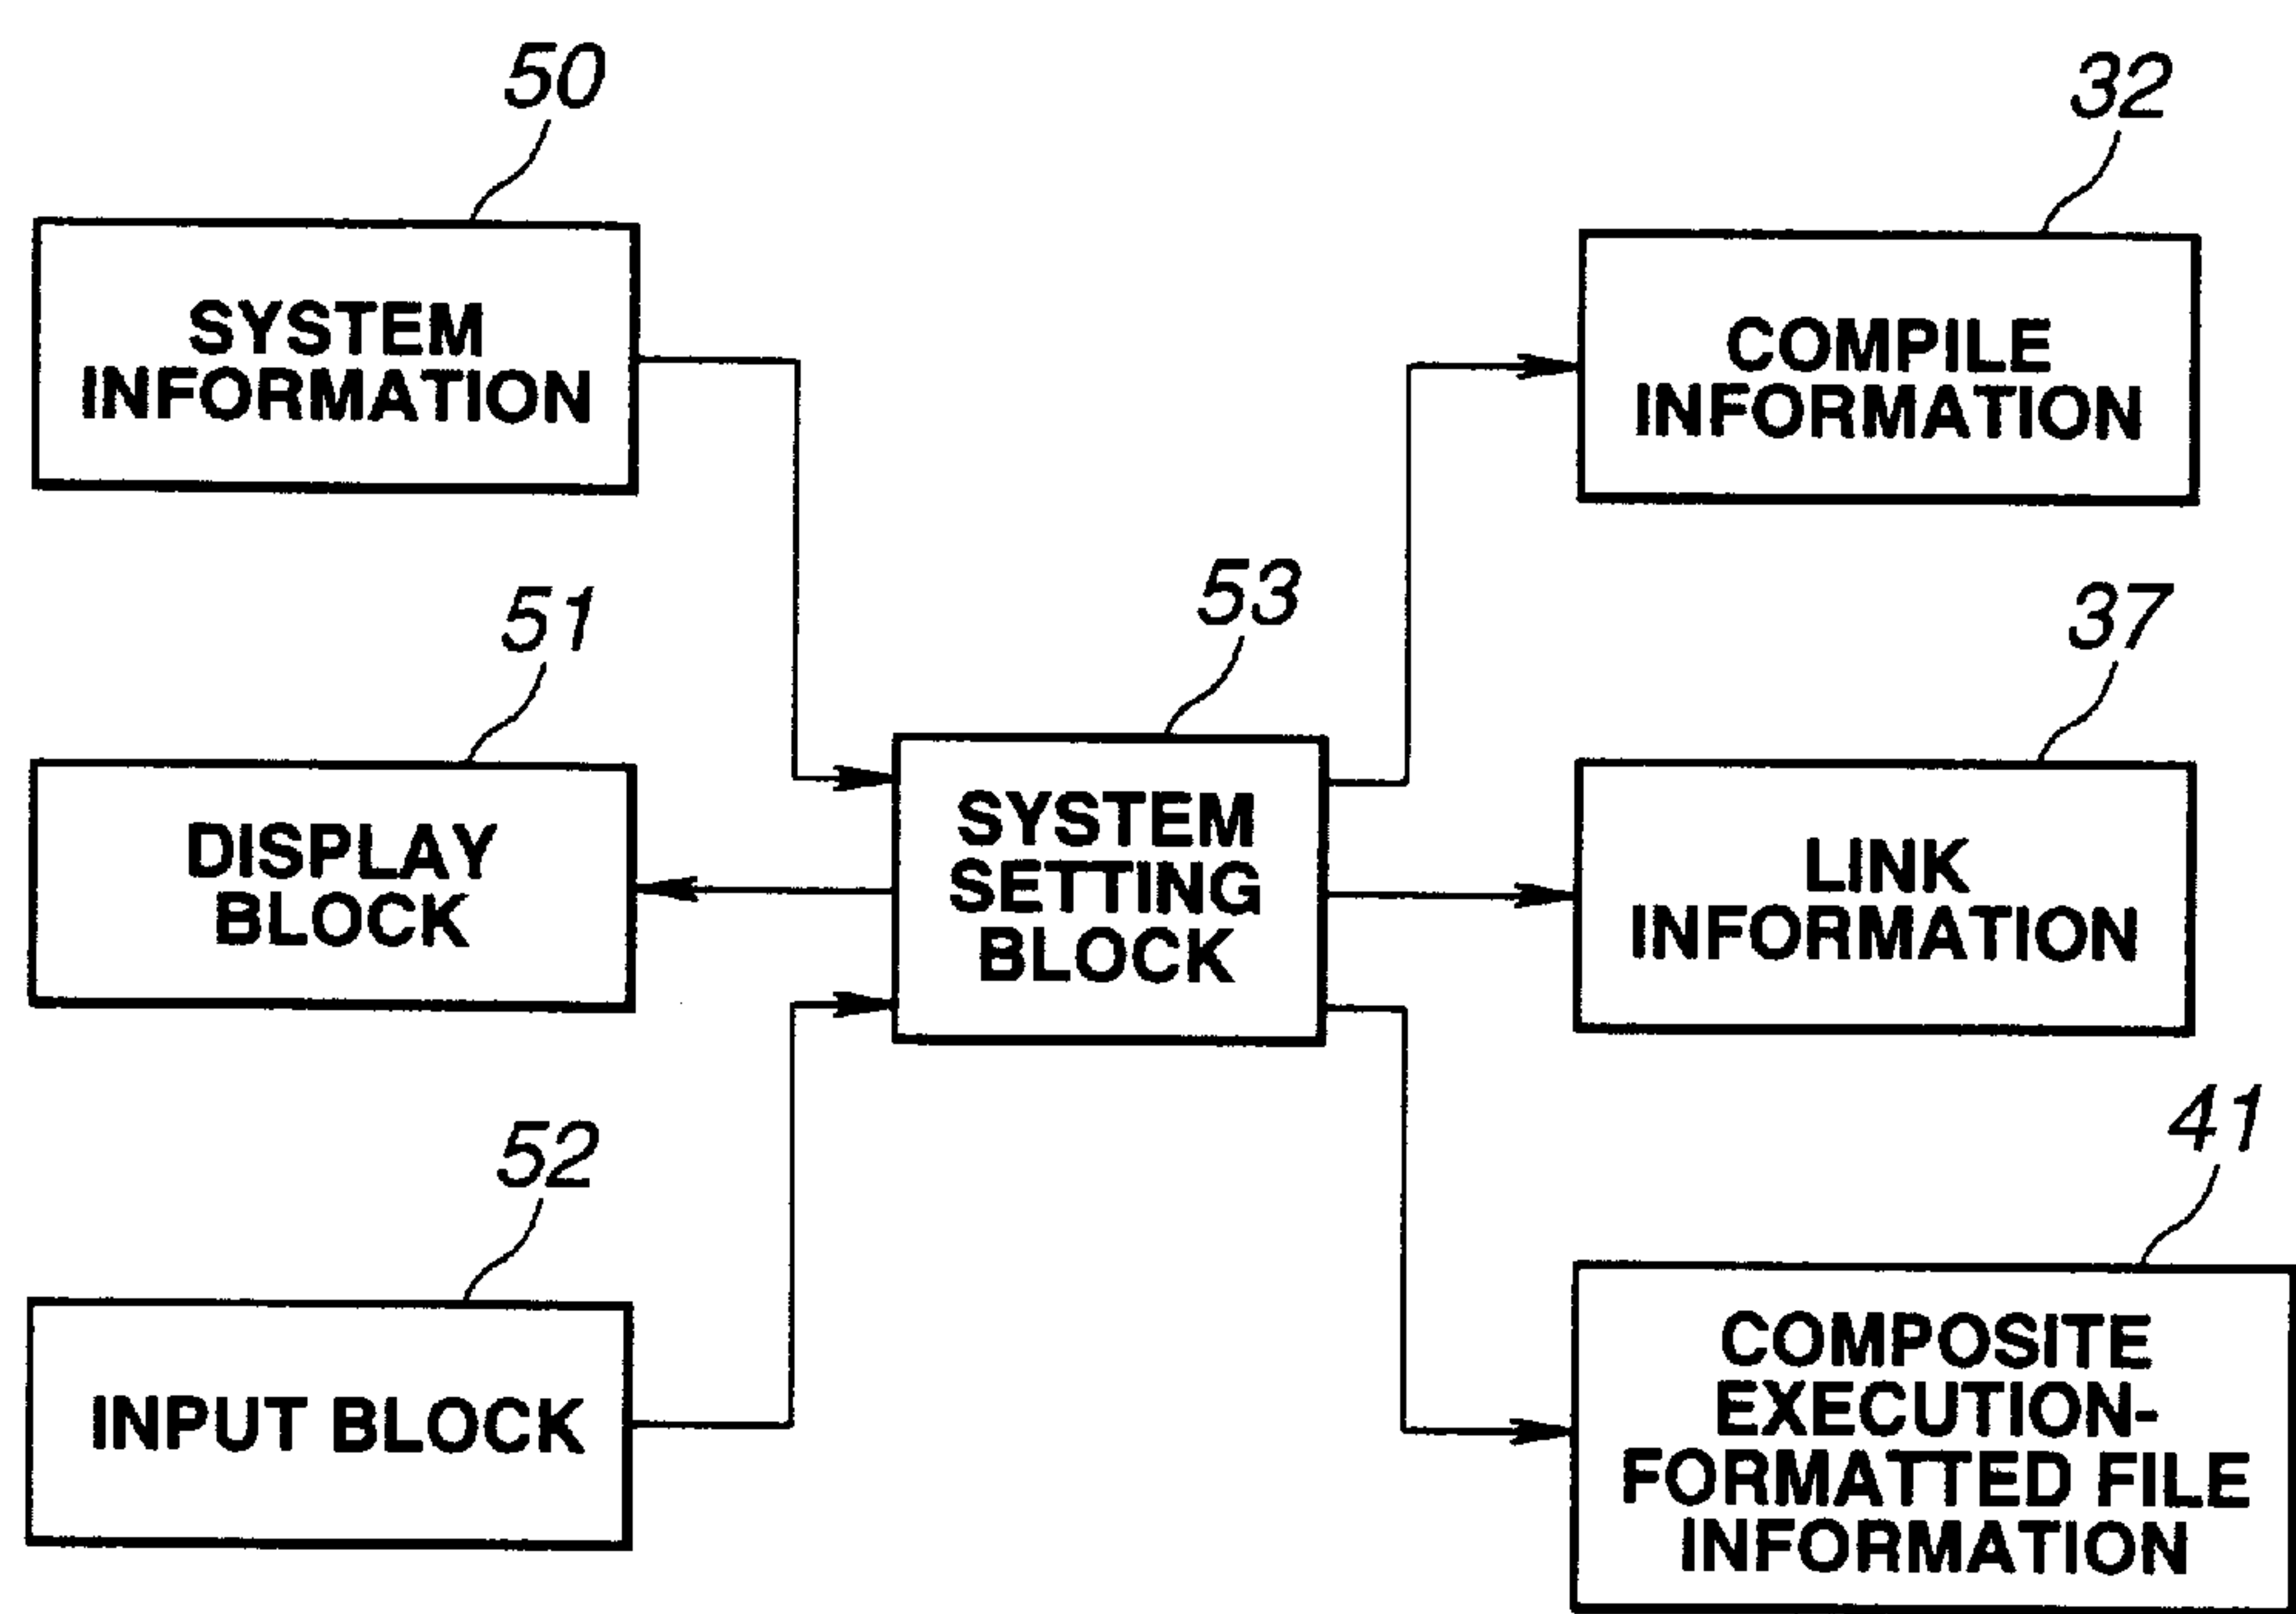 50
SYSTEM
INFORMATION
51
DISPLAY
BLOCK
52
INPUT BLOCK
53
SYSTEM
SETTING
BLOCK
32
COMPILE
INFORMATION
37
LINK
INFORMATION
41
COMPOSITE
EXECUTION-
FORMATTED FILE
INFORMATION